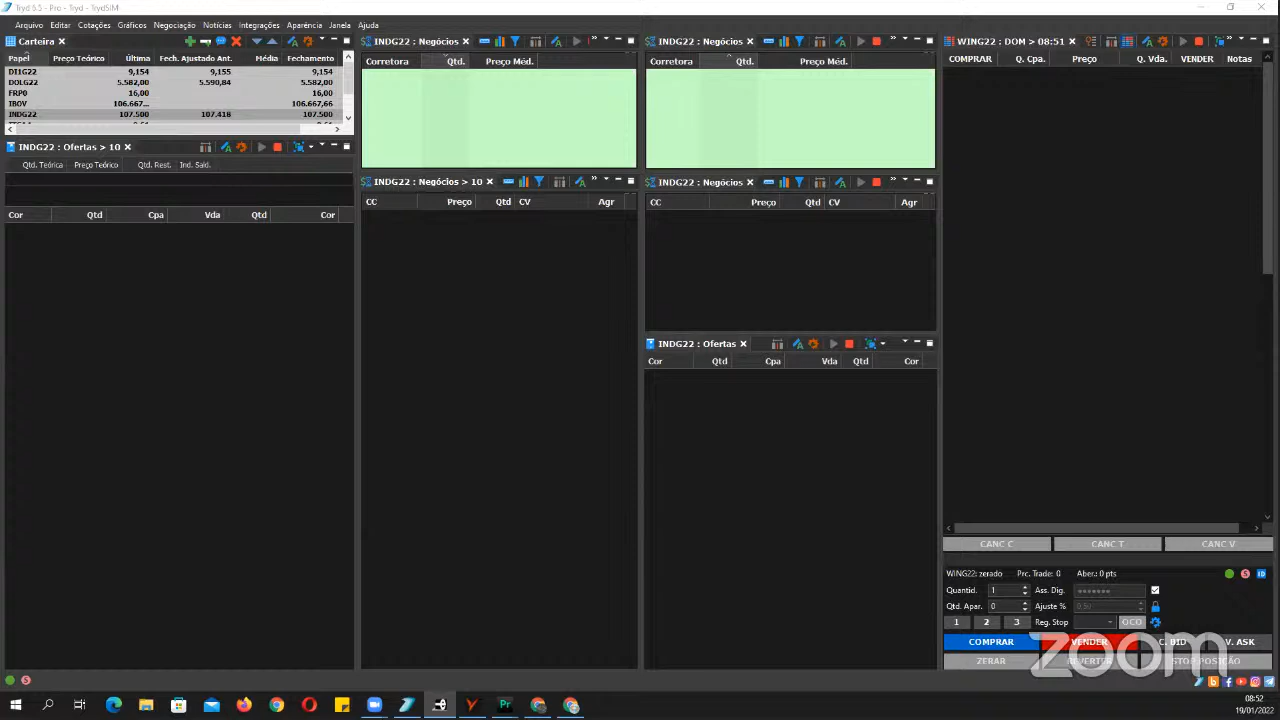 Tryd 5.5 - Pro - Tryd - TrydSIM
Arquivo Editar Cotações Gráficos Negociação Notícias Integrações Aparência Janela Ajuda
Carteira
Papel Preço Teórico Última Fech. Ajustado Ant. Média Fechamento
DI1G22 9,154 9,155 9,154
DOLG22 5.582,00 5.590,84 5.582,00
FRP0 16,00 16,00
IBOV 106.667... 106.667,66
INDG22 107.500 107.418 107.500
INDG22 : Ofertas > 10
Qtd. Teórica Preço Teórico Qtd. Rest. Ind. Sald.
Cor Qtd Cpa Vda Qtd Cor
INDG22 : Negócios
Corretora Qtd. Preço Méd.
INDG22 : Negócios > 10
CC Preço Qtd CV Agr
INDG22 : Negócios
Corretora Qtd. Preço Méd.
INDG22 : Negócios
CC Preço Qtd CV Agr
INDG22 : Ofertas
Cor Qtd Cpa Vda Qtd Cor
WING22 : DOM > 08:51
COMPRAR Q. Cpa. Preço Q. Vda. VENDER Notas
CANC C CANC T CANC V
WING22: zerado Prc. Trade: 0 Aber.: 0 pts
Quantid. 1 Ass. Dig.
Qtd. Apar. 0 Ajuste % 0.50
1 2 3 Reg. Stop OCO
COMPRAR VENDER C. BID V. ASK
ZERAR INVERTER STOP POSIÇÃO
zoom
08:52
19/01/2022